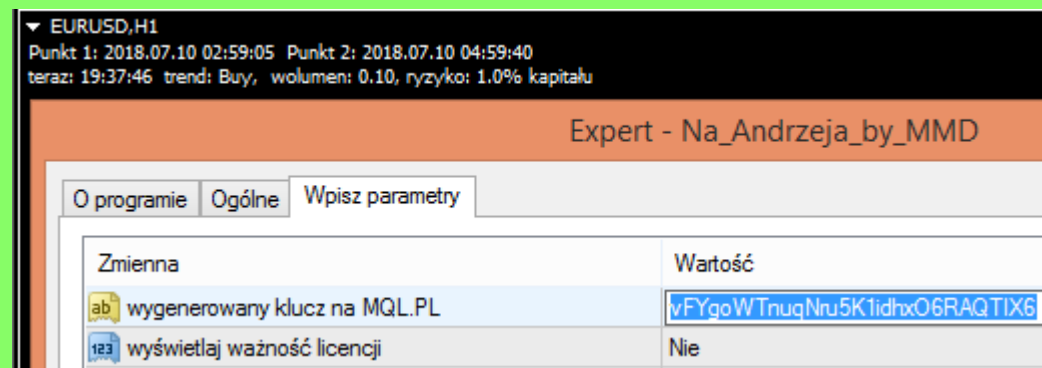 EURUSD,H1
Punkt 1: 2018.07.10 02:59:05 Punkt 2: 2018.07.10 04:59:40
teraz: 19:37:46 trend: Buy, wolumen: 0.10, ryzyko: 1.0% kapitału
Expert - Na_Andrzeja_by_MMD
O programie Ogólne Wpisz parametry
Zmienna Wartość
ab wygenerowany klucz na MQL.PL vFYgoWTnuqNru5K1idhxO6RAQTIX6
123 wyświetlaj ważność licencji Nie